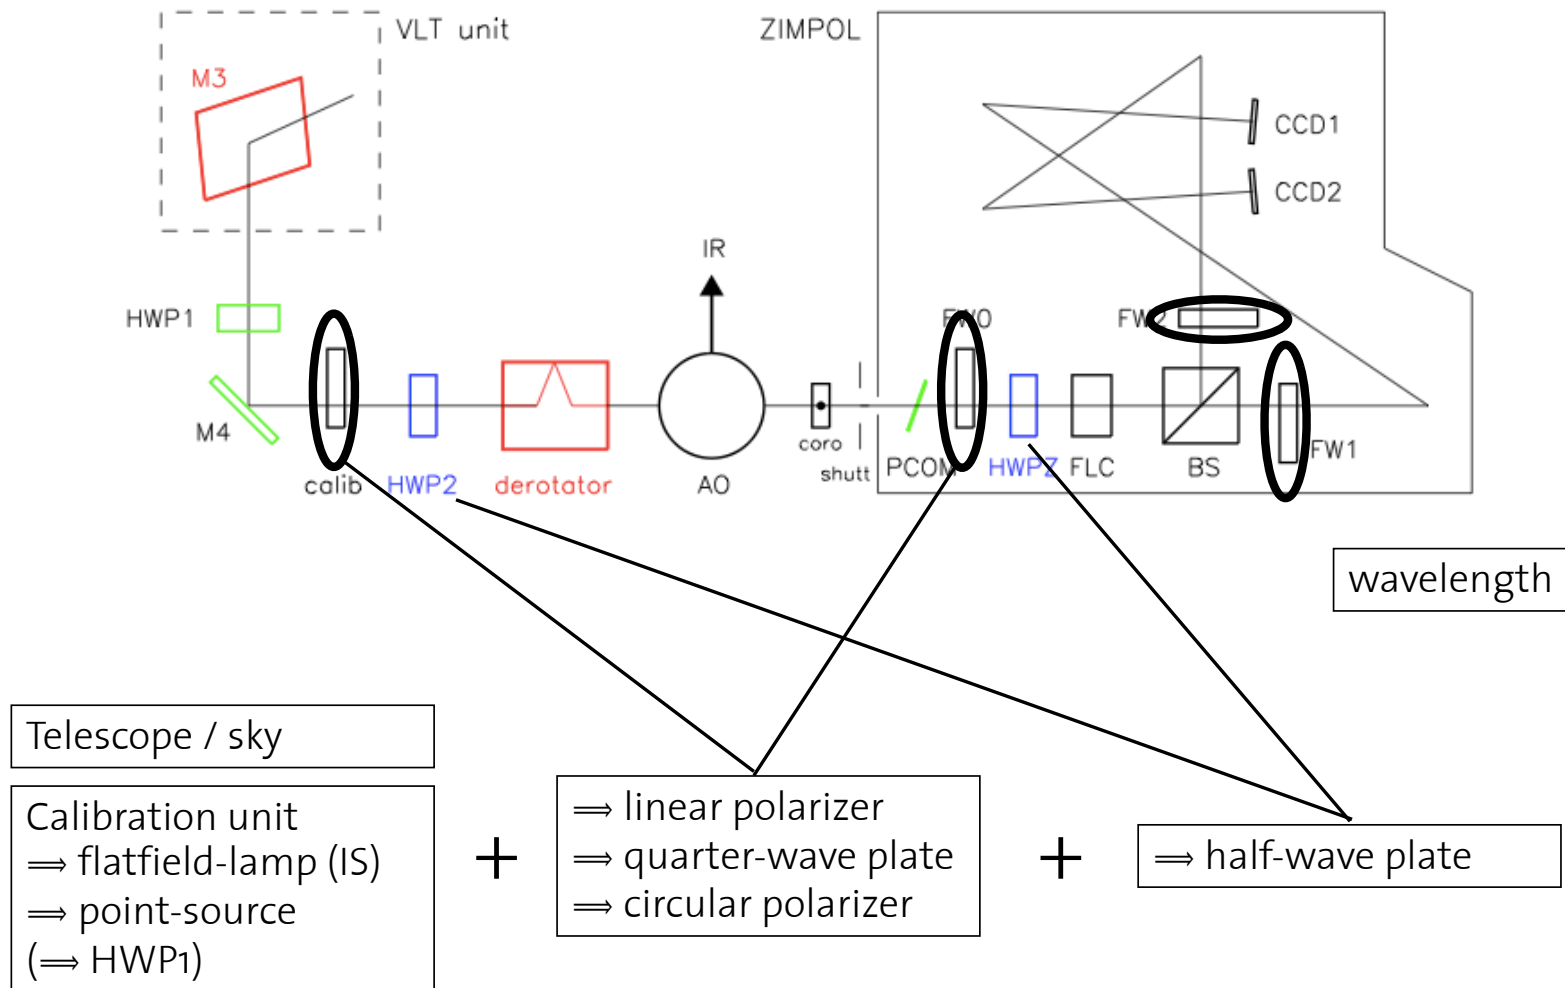 VLT unit
ZIMPOL
M3
CCD1
CCD2
IR
HWP1
FW0
FW2
M4
calib
HWP2
derotator
AO
coro
shutt
PCOM
HWPZ
FLC
BS
FW1
wavelength
Telescope / sky
Calibration unit
⟹ flatfield-lamp (IS)
⟹ point-source
(⟹ HWP1)
+
⟹ linear polarizer
⟹ quarter-wave plate
⟹ circular polarizer
+
⟹ half-wave plate